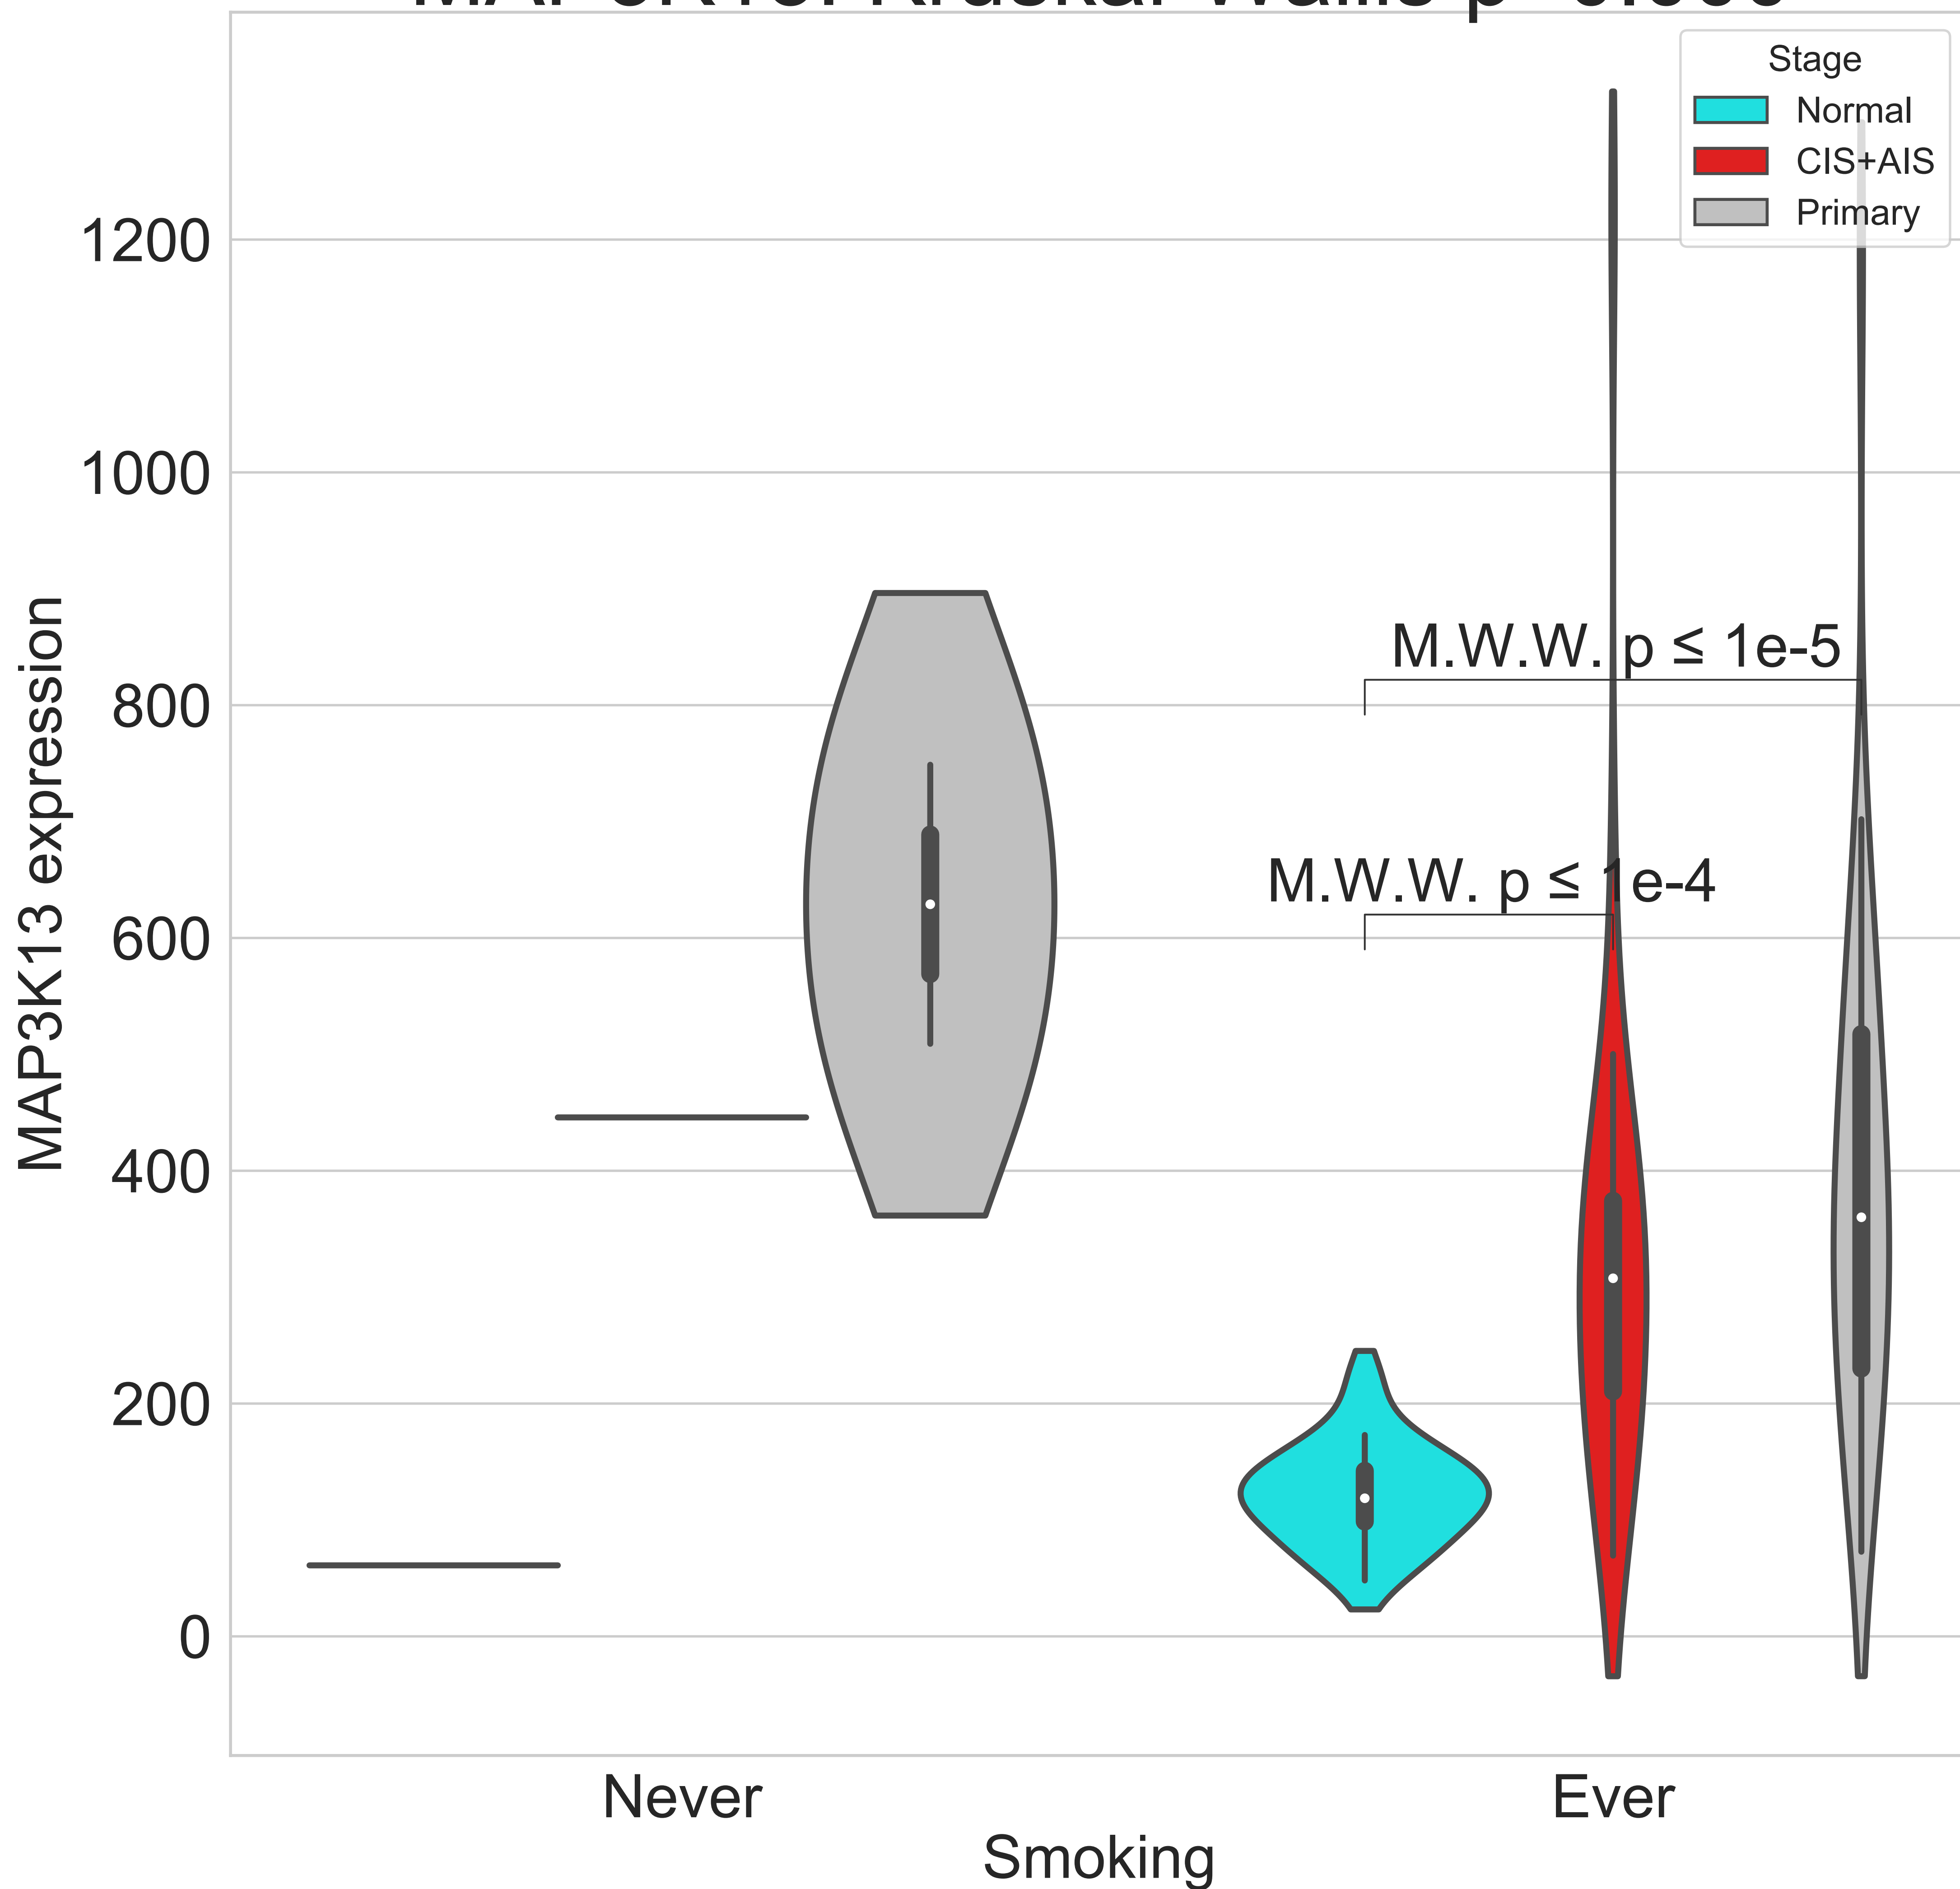 Stage
Normal
CIS+AIS
Primary
1200
1000
800
600
400
200
0
MAP3K13 expression
M.W.W. p ≤ 1e-5
M.W.W. p ≤ 1e-4
Never
Ever
Smoking